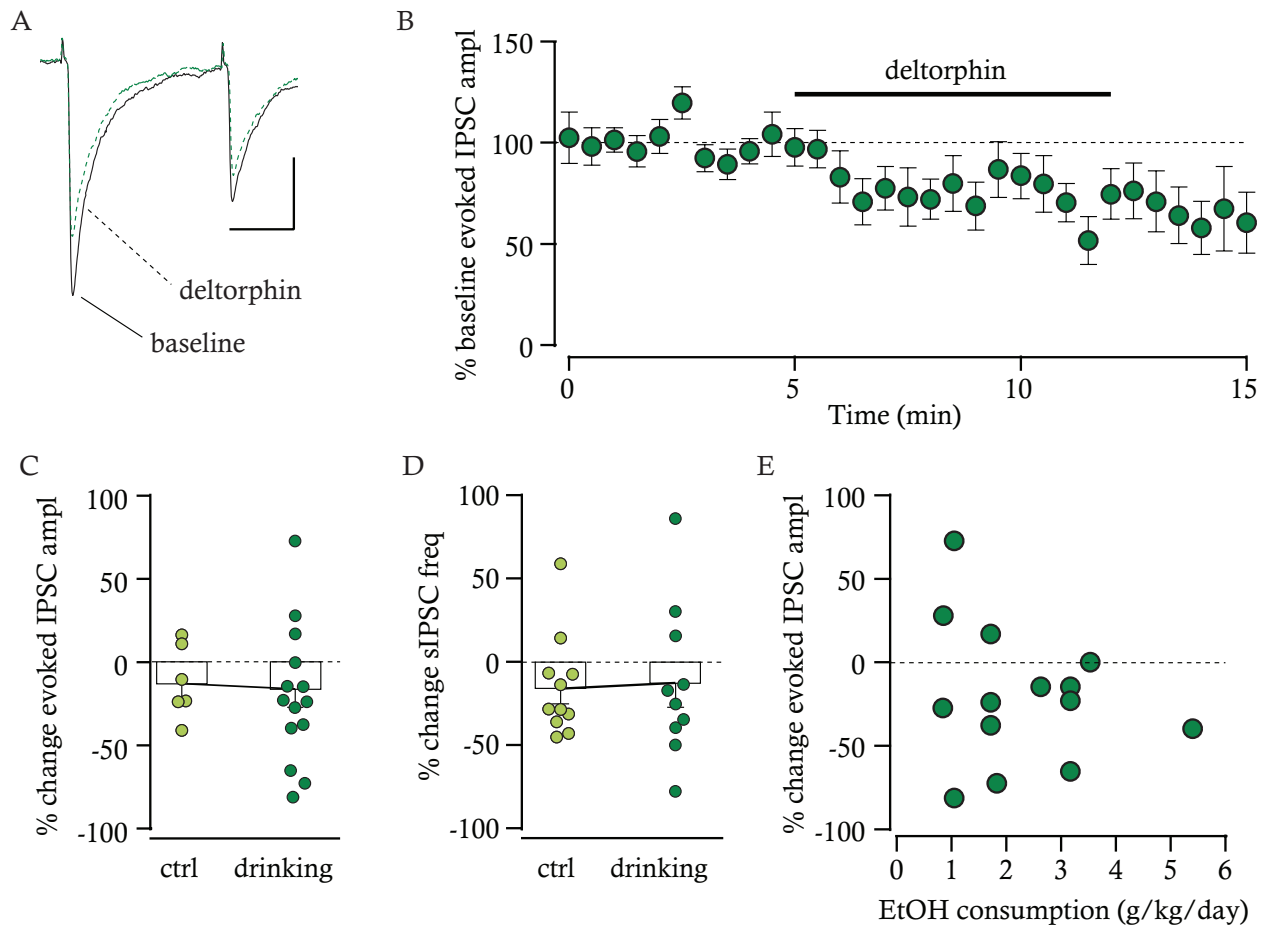 A
deltorphin
baseline
B
% baseline evoked IPSC ampl
150
100
50
0
deltorphin
0
5
10
15
Time (min)
C
% change evoked IPSC ampl
100
50
0
-50
-100
ctrl
drinking
D
% change sIPSC freq
100
50
0
-50
-100
ctrl
drinking
E
% change evoked IPSC ampl
100
50
0
-50
-100
0 1 2 3 4 5 6
EtOH consumption (g/kg/day)